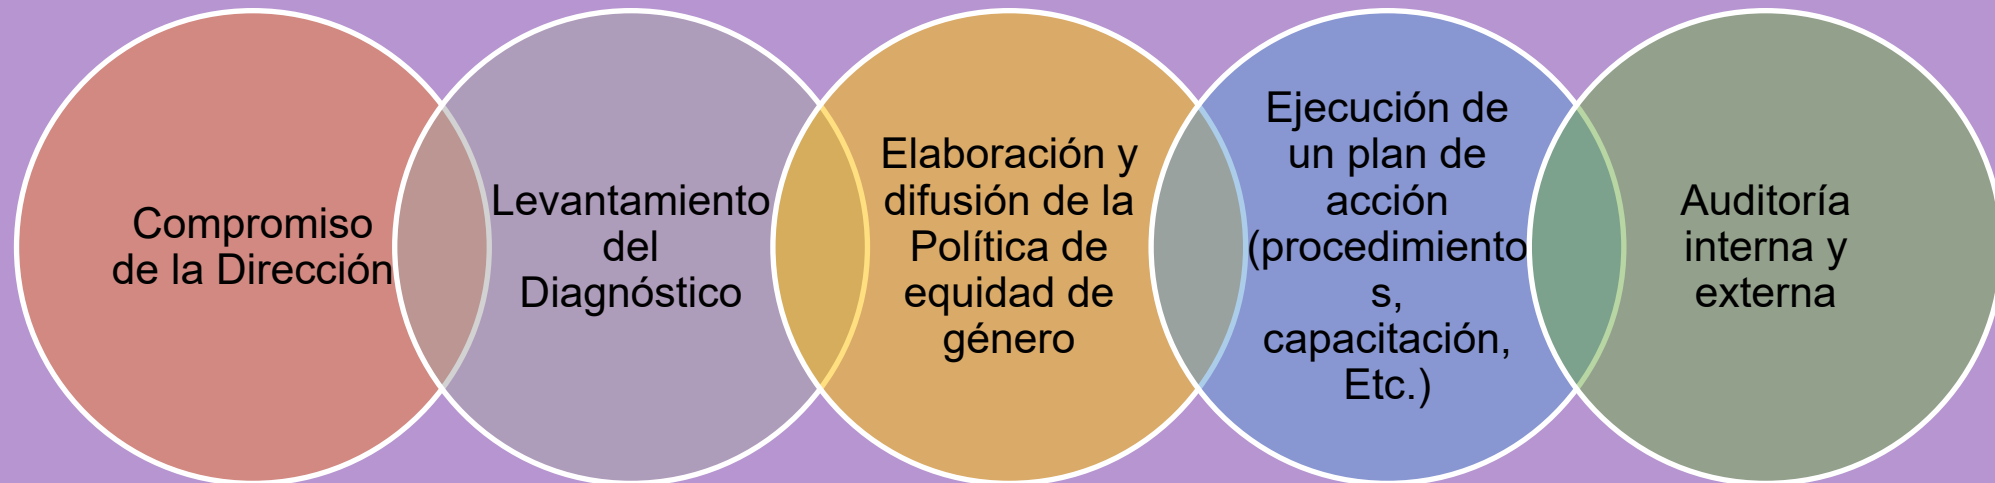 Compromiso
de la Dirección
Levantamiento
del
Diagnóstico
Elaboración y
difusión de la
Política de
equidad de
género
Ejecución de
un plan de
acción
(procedimiento
s,
capacitación,
Etc.)
Auditoría
interna y
externa